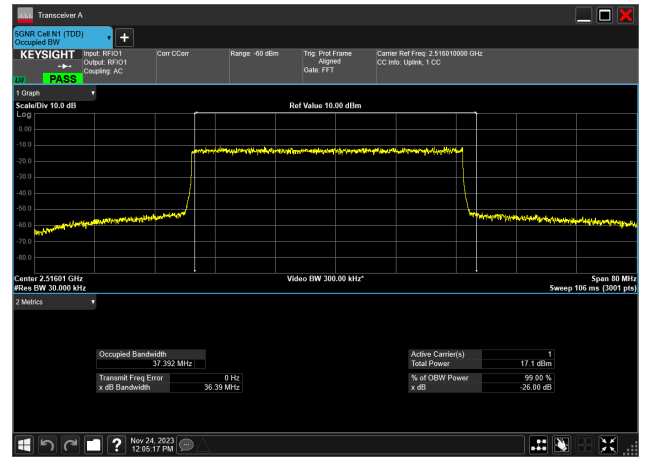 Transceiver A
5GNR Cell N1 (TDD)
Occupied BW
KEYSIGHT Input: RFIO1 Corr CCorr Range: -60 dBm Trig: Prot Frame Carrier Ref Freq: 2.516010000 GHz
Output: RFIO1 Aligned CC Info: Uplink, 1 CC
Coupling: AC Gate: FFT
LXI PASS
1 Graph
Scale/Div 10.0 dB Ref Value 10.00 dBm
Log
0.00
-10.0
-20.0
-30.0
-40.0
-50.0
-60.0
-70.0
-80.0
Center 2.51601 GHz Video BW 300.00 kHz* Span 80 MHz
#Res BW 30.000 kHz Sweep 106 ms (3001 pts)
2 Metrics
Occupied Bandwidth Active Carrier(s) 1
37.392 MHz Total Power 17.1 dBm
Transmit Freq Error 0 Hz % of OBW Power 99.00 %
x dB Bandwidth 36.39 MHz x dB -26.00 dB
? Nov 24, 2023
12:05:17 PM